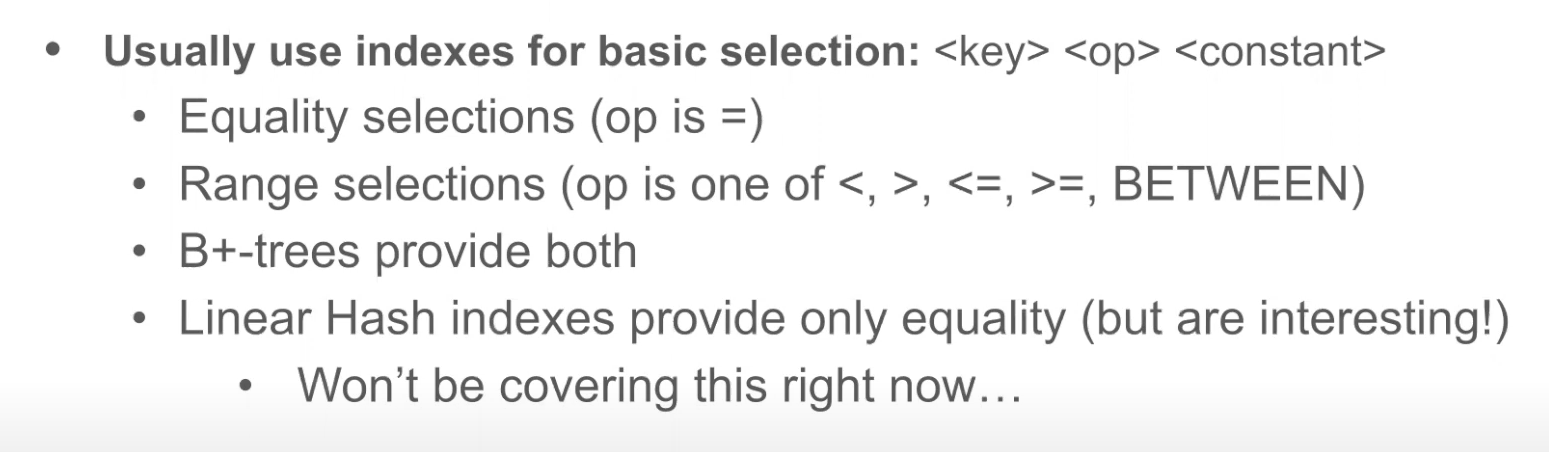 • Usually use indexes for basic selection: <key> <op> <constant>
• Equality selections (op is =)
• Range selections (op is one of <, >, <=, >=, BETWEEN)
• B+-trees provide both
• Linear Hash indexes provide only equality (but are interesting!)
• Won’t be covering this right now…